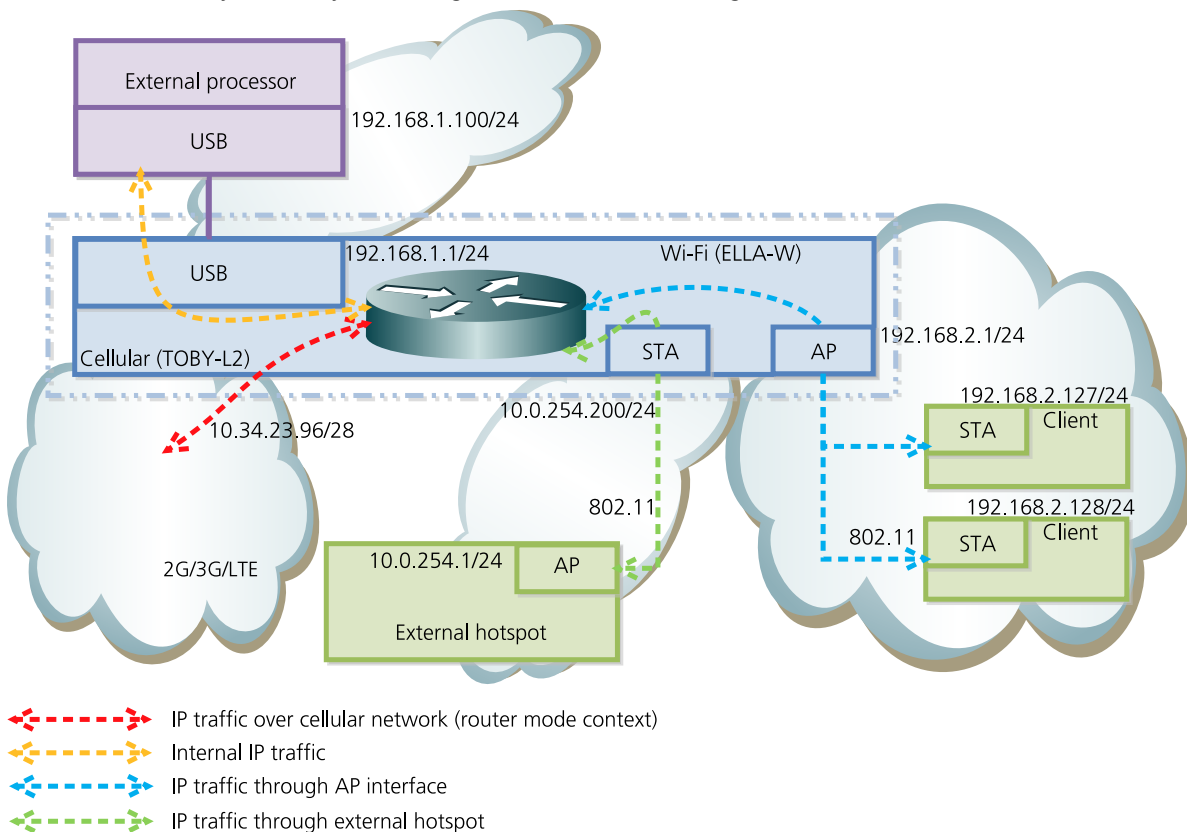 External processor
USB
192.168.1.100/24
USB
192.168.1.1/24
Wi-Fi (ELLA-W)
Cellular (TOBY-L2)
STA
AP
192.168.2.1/24
10.34.23.96/28
10.0.254.200/24
192.168.2.127/24
STA
Client
802.11
192.168.2.128/24
802.11
STA
Client
2G/3G/LTE
10.0.254.1/24
AP
External hotspot
IP traffic over cellular network (router mode context)
Internal IP traffic
IP traffic through AP interface
IP traffic through external hotspot